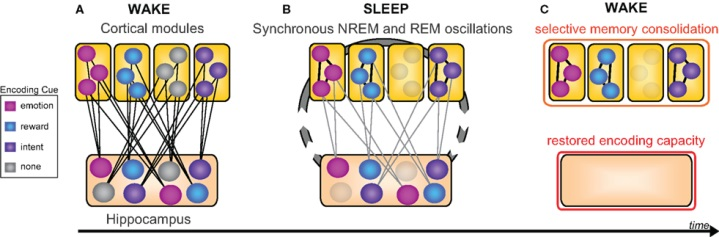 A
WAKE
Cortical modules
Encoding Cue
emotion
reward
intent
none
Hippocampus
B
SLEEP
Synchronous NREM and REM oscillations
C
WAKE
selective memory consolidation
restored encoding capacity
time